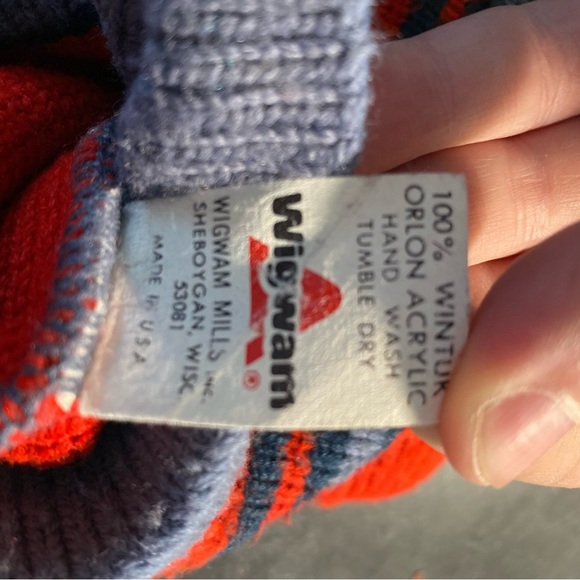 100% WINTUK
ORLON ACRYLIC
HAND WASH
TUMBLE DRY
Wigwam®
WIGWAM MILLS INC.
SHEBOYGAN, WISC
53081
MADE IN U.S.A